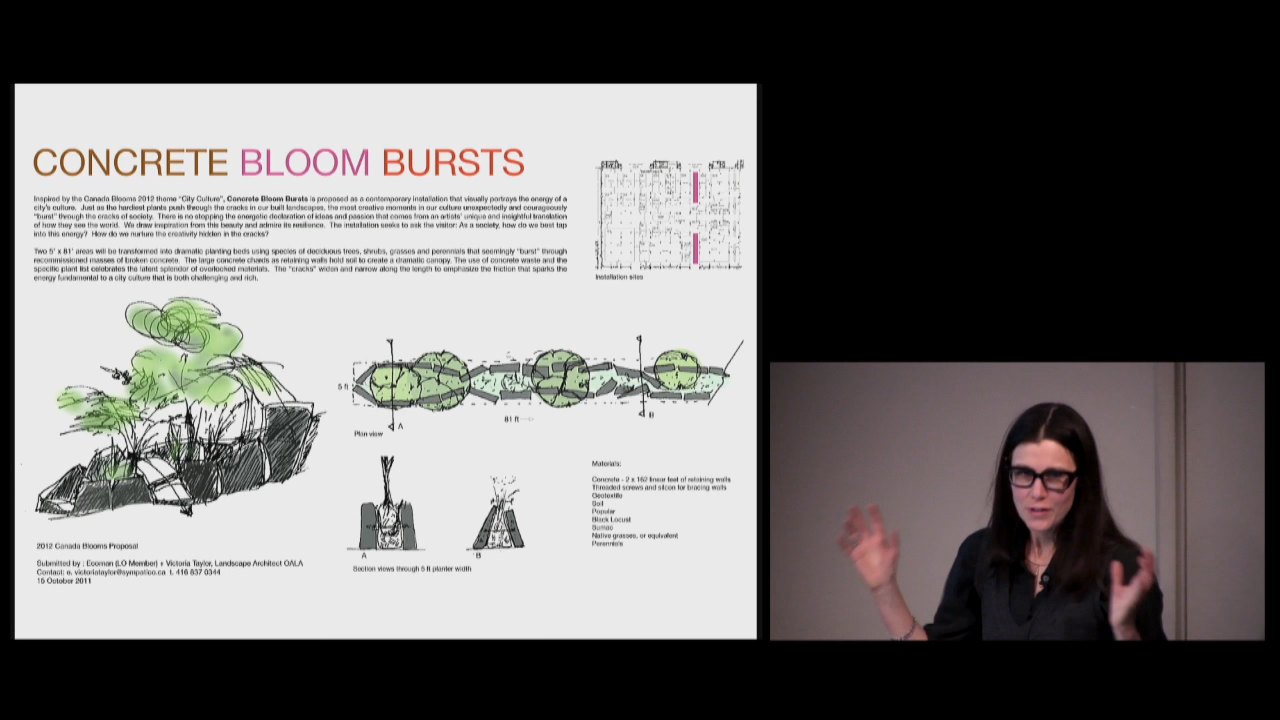 CONCRETE BLOOM BURSTS
Inspired by the Canada Blooms 2012 theme "City Culture", Concrete Bloom Bursts is proposed as a contemporary installation that visually portrays the energy of a
city's culture. Just as the hardiest plants push through the cracks in our built landscapes, the most creative moments in our culture unexpectedly and courageously
"burst" through the cracks of society. There is no stopping the energetic declaration of ideas and passion that comes from an artists' unique and insightful translation
of how they see the world. We draw inspiration from this beauty and admire its resilience. The installation seeks to ask the visitor: As a society, how do we best tap
into this energy? How do we nurture the creativity hidden in the cracks?
Two 5' x 81' areas will be transformed into dramatic planting beds using species of deciduous trees, shrubs, grasses and perennials that seemingly "burst" through
recommissioned masses of broken concrete. The large concrete shards as retaining walls hold soil to create a dramatic canopy. The use of concrete waste and the
specific plant list celebrates the latent splendor of overlooked materials. The "cracks" widen and narrow along the length to emphasize the friction that sparks the
energy fundamental to a city culture that is both challenging and rich.
Installation sites
5 ft
A
B
81 ft
Plan view
A
B
Section views through 5 ft planter width
Materials:
Concrete - 2 x 162 linear feet of retaining walls
Threaded screws and silicon for bracing walls
Geotextile
Soil
Popular
Black Locust
Sumac
Native grasses, or equivalent
Perennials
2012 Canada Blooms Proposal
Submitted by : Ecoman (LO Member) + Victoria Taylor, Landscape Architect OALA
Contact: e. victoriataylor@sympatico.ca t. 416 837 0344
15 October 2011